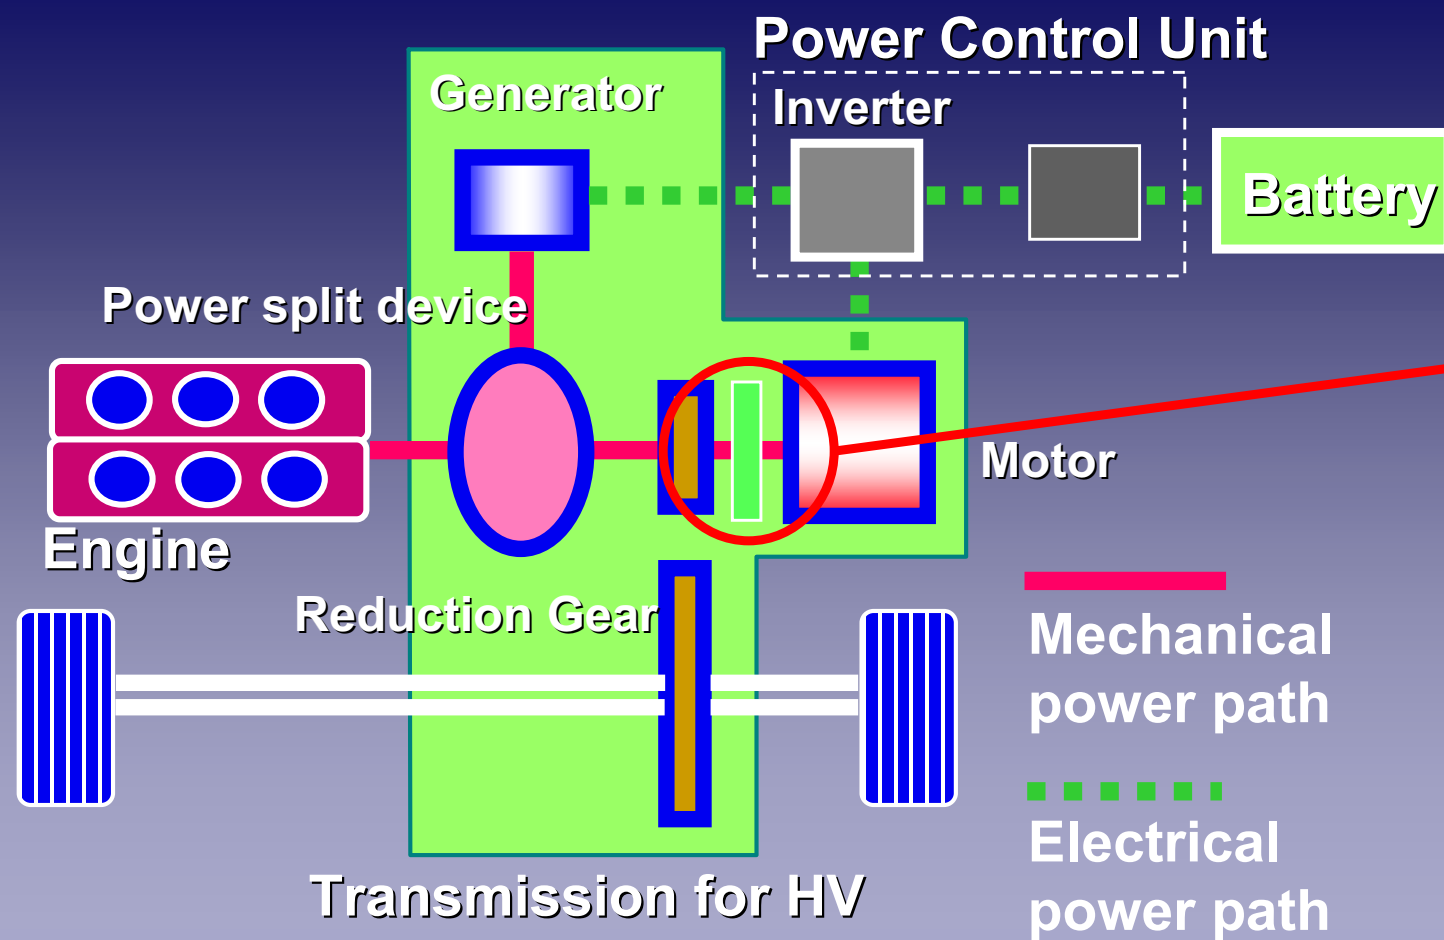 Power Control Unit
Generator
Inverter
Battery
Power split device
Motor
Engine
Reduction Gear
Mechanical
power path
Electrical
power path
Transmission for HV